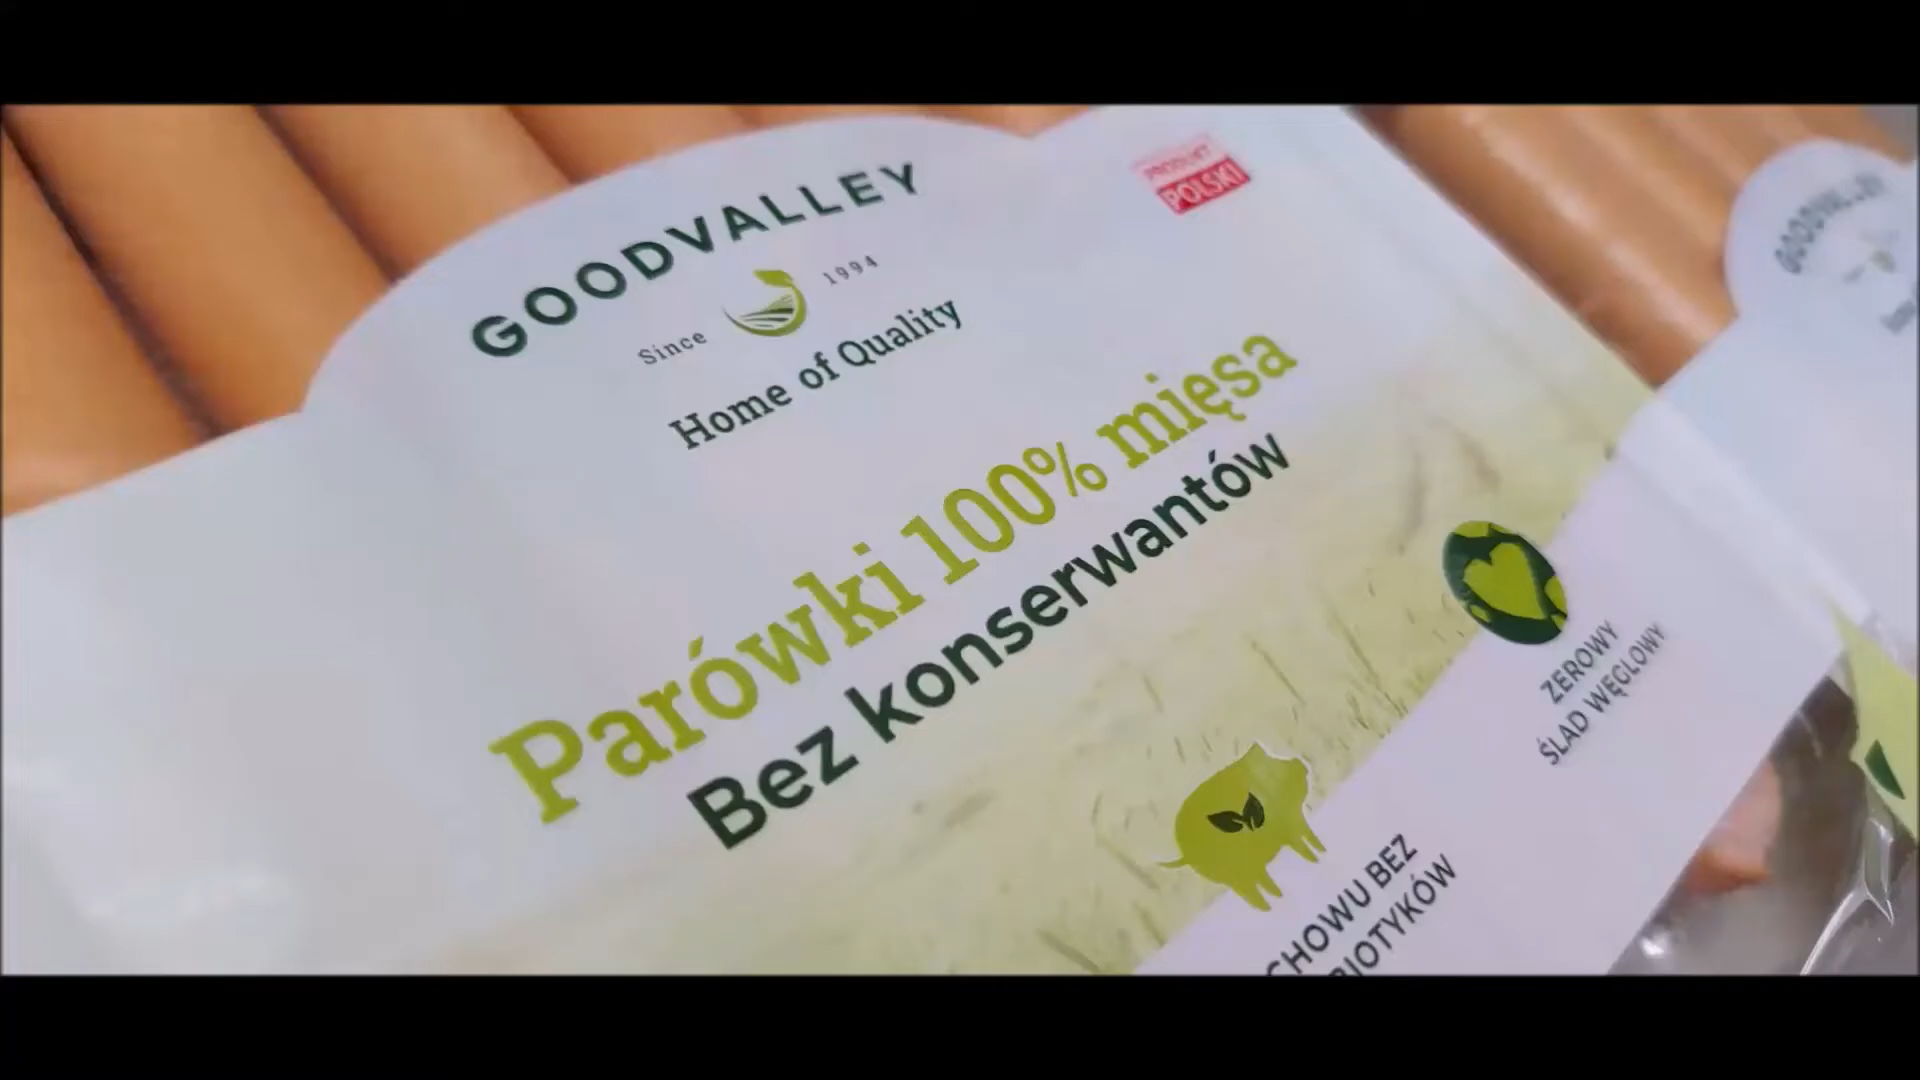 GOODVALLEY
Since 1994
Home of Quality
PRODUKT
POLSKI
Parówki 100% mięsa
Bez konserwantów
ZEROWY
ŚLAD WĘGLOWY
CHOWU BEZ
BIOTYKÓW
GOODVALLEY